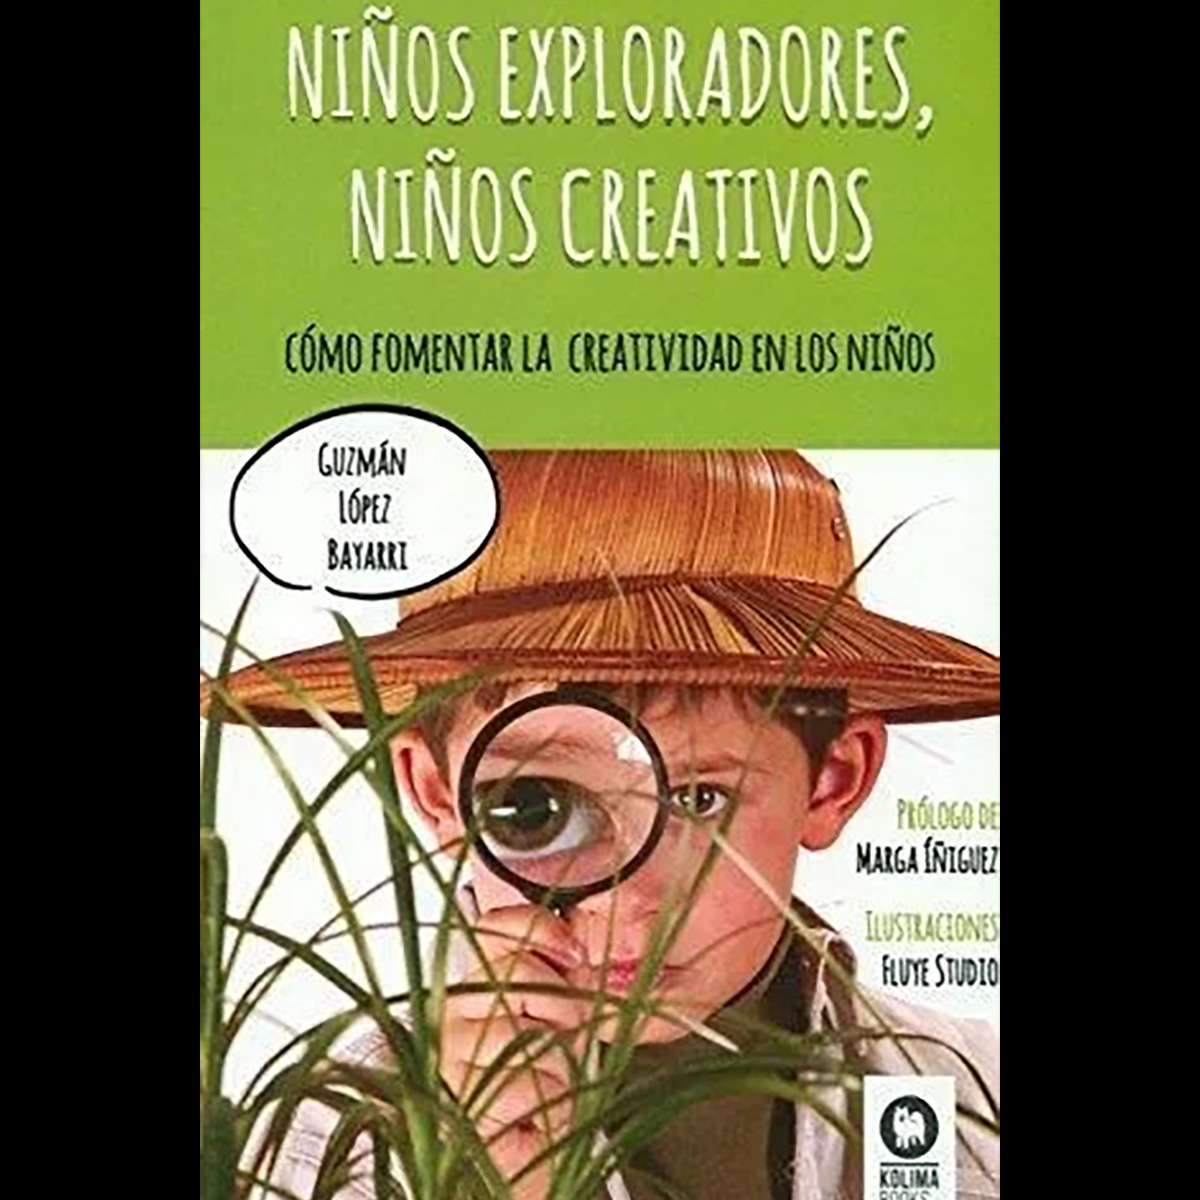 NIÑOS EXPLORADORES,
NIÑOS CREATIVOS
CÓMO FOMENTAR LA CREATIVIDAD EN LOS NIÑOS
GUZMÁN
LÓPEZ
BAYARRI
PRÓLOGO DE
MARGA ÍÑIGUEZ
ILUSTRACIONES
FLUYE STUDIO
KOLIMA
BOOKS